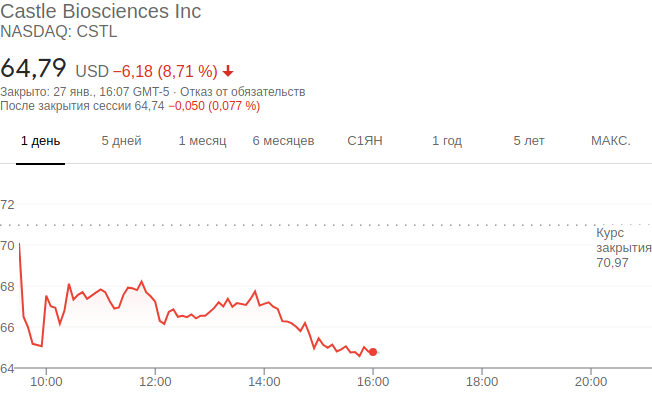 Castle Biosciences Inc
NASDAQ: CSTL
64,79 USD −6,18 (8,71 %)
Закрыто: 27 янв., 16:07 GMT-5 · Отказ от обязательств
После закрытия сессии 64,74 −0,050 (0,077 %)
1 день 5 дней 1 месяц 6 месяцев С1ЯН 1 год 5 лет МАКС.
72
Курс
закрытия
70,97
70
68
66
64
10:00 12:00 14:00 16:00 18:00 20:00